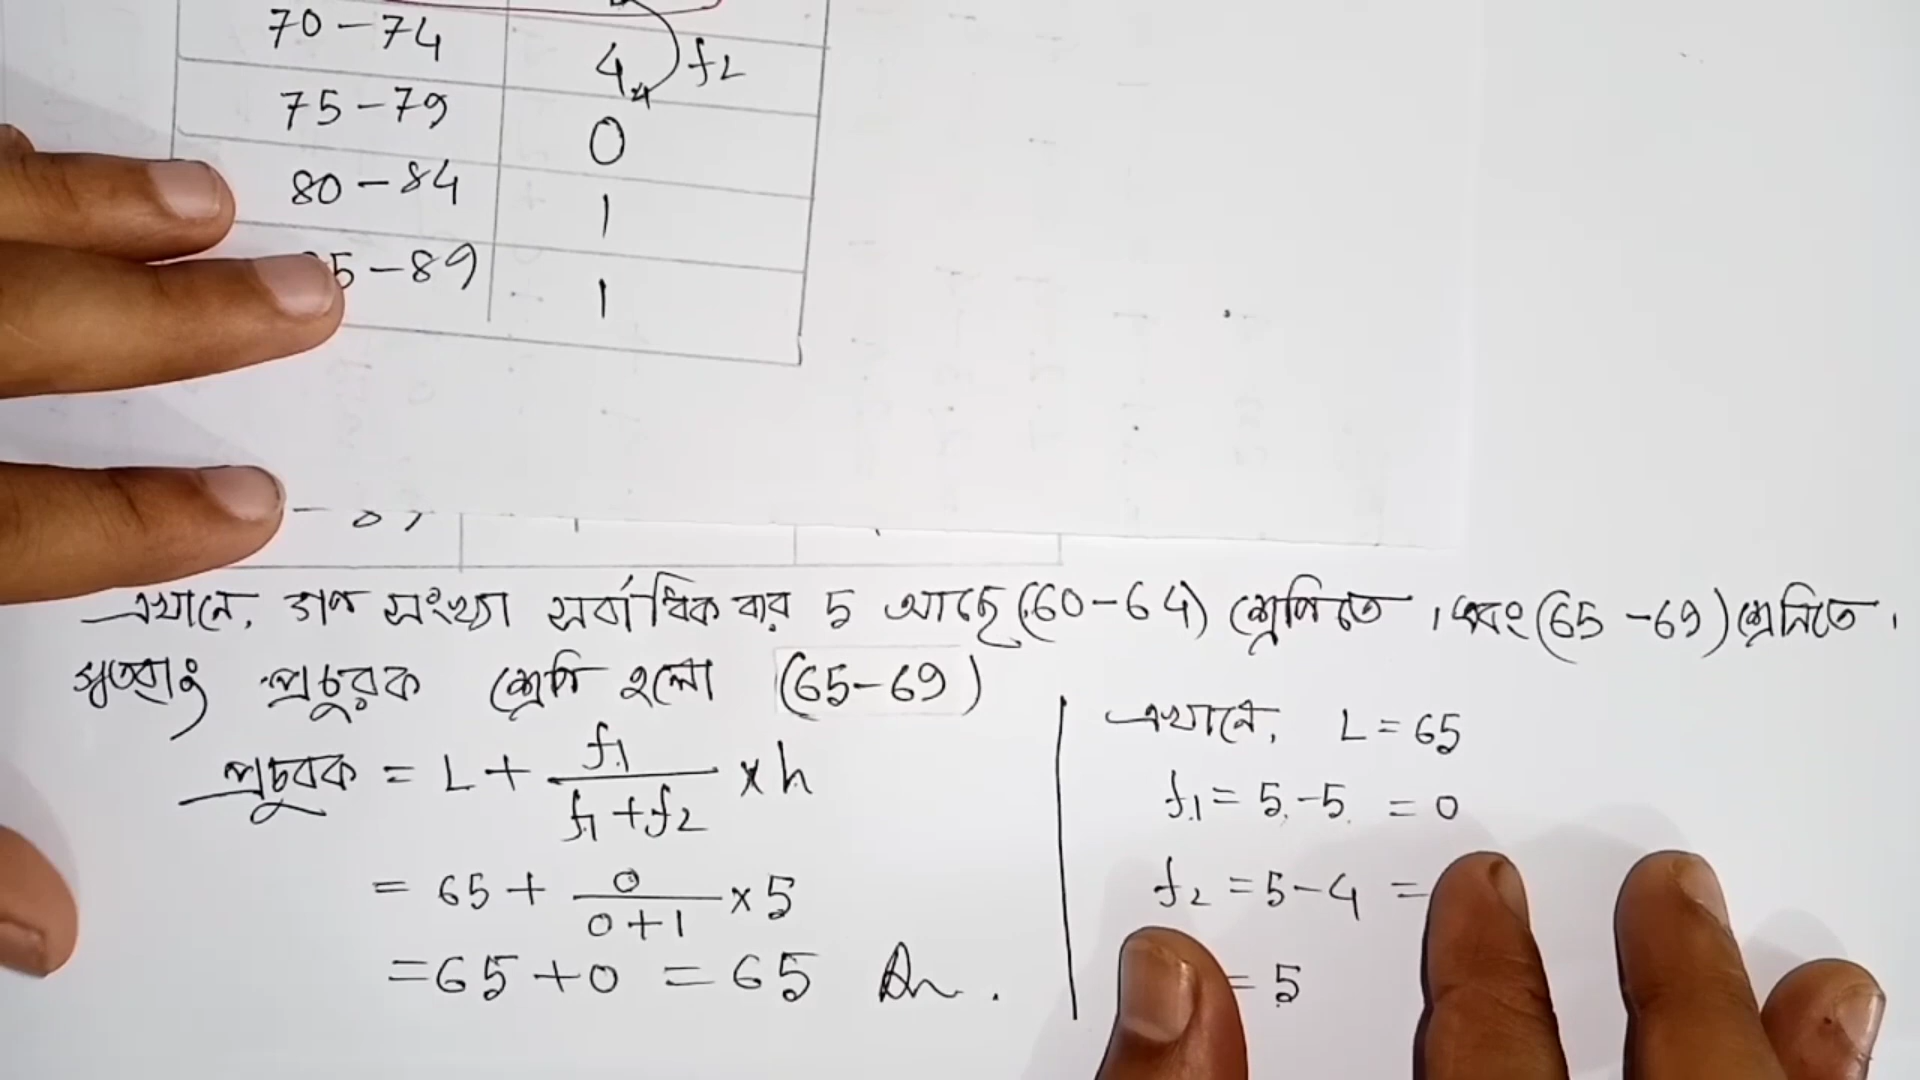 70-74 4 f2
75-79 0
80-84 1
5-89 1
এখানে, গণ সংখ্যা সর্বাধিক বার 5 আছে (60-64) শ্রেণিতে । এবং (65-69) শ্রেনিতে ।
সুতরাং প্রচুরক শ্রেণি হলো (65-69)
প্রচুরক = L + f1/(f1+f2) × h
= 65 + 0/(0+1) × 5
= 65 + 0 = 65 An.
এখানে, L = 65
f1 = 5-5 = 0
f2 = 5-4 =
= 5